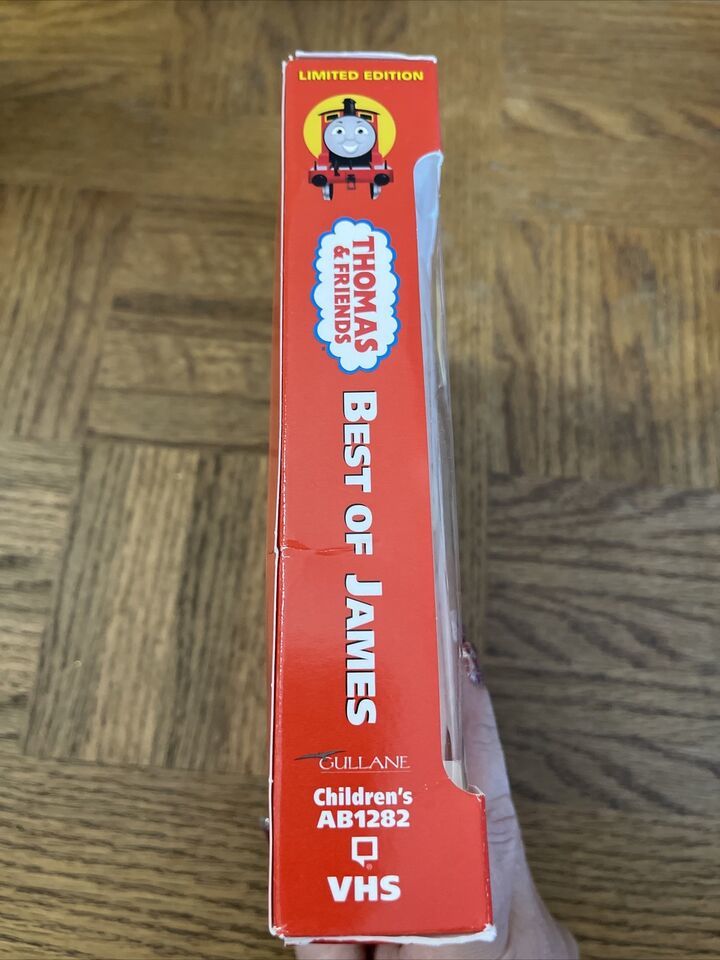 LIMITED EDITION
THOMAS
& FRIENDS
BEST OF JAMES
GULLANE
Children's
AB1282
VHS